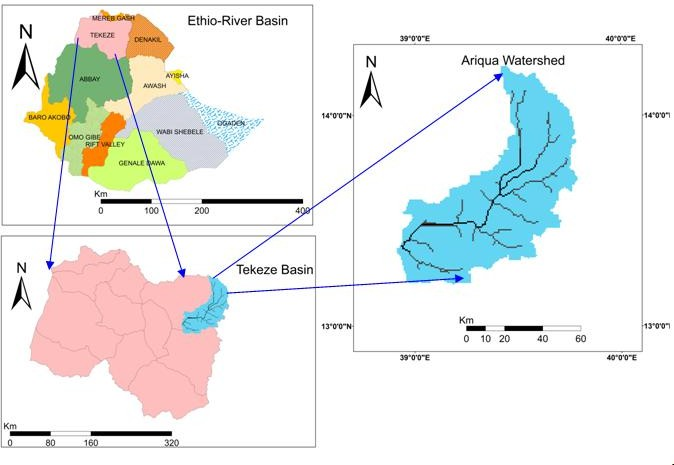 Ethio-River Basin
N
MEREB GASH
TEKEZE
DENAKIL
ABBAY
AYISHA
AWASH
BARO AKOBO
OGADEN
WABI SHEBELE
OMO GIBE
RIFT VALLEY
GENALE DAWA
Km
0 100 200 400
Tekeze Basin
N
Km
0 80 160 320
39°0'0"E 40°0'0"E
Ariqua Watershed
N
14°0'0"N 14°0'0"N
Km
0 10 20 40 60
13°0'0"N 13°0'0"N
39°0'0"E 40°0'0"E